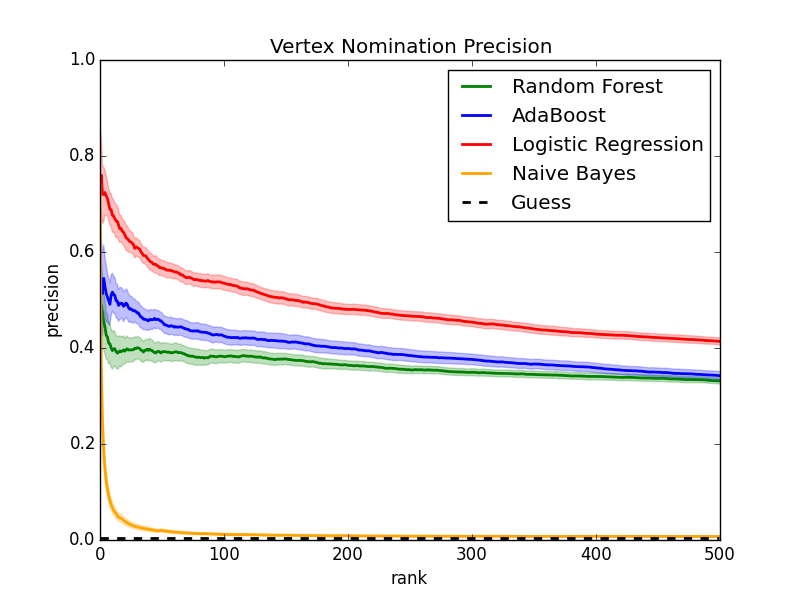 Vertex Nomination Precision
1.0
0.8
0.6
0.4
0.2
0.0
precision
Random Forest
AdaBoost
Logistic Regression
Naive Bayes
Guess
0 100 200 300 400 500
rank